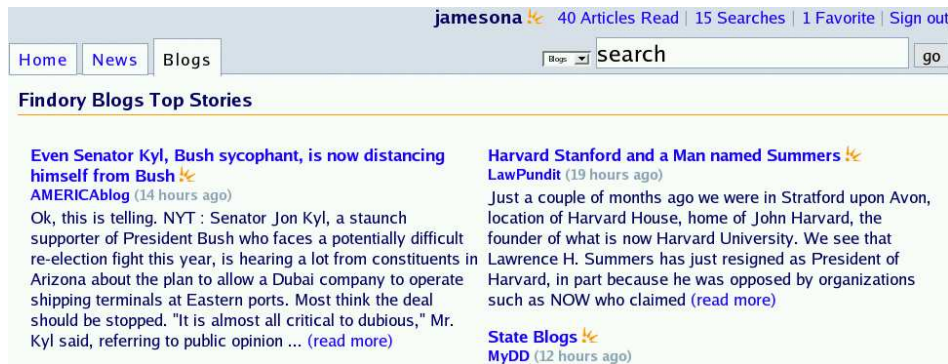 jamesona 40 Articles Read | 15 Searches | 1 Favorite | Sign out
Home News Blogs Blogs search go
Findory Blogs Top Stories
Even Senator Kyl, Bush sycophant, is now distancing
himself from Bush
AMERICAblog (14 hours ago)
Ok, this is telling. NYT : Senator Jon Kyl, a staunch
supporter of President Bush who faces a potentially difficult
re-election fight this year, is hearing a lot from constituents in
Arizona about the plan to allow a Dubai company to operate
shipping terminals at Eastern ports. Most think the deal
should be stopped. "It is almost all critical to dubious," Mr.
Kyl said, referring to public opinion ... (read more)
Harvard Stanford and a Man named Summers
LawPundit (19 hours ago)
Just a couple of months ago we were in Stratford upon Avon,
location of Harvard House, home of John Harvard, the
founder of what is now Harvard University. We see that
Lawrence H. Summers has just resigned as President of
Harvard, in part because he was opposed by organizations
such as NOW who claimed (read more)
State Blogs
MyDD (12 hours ago)